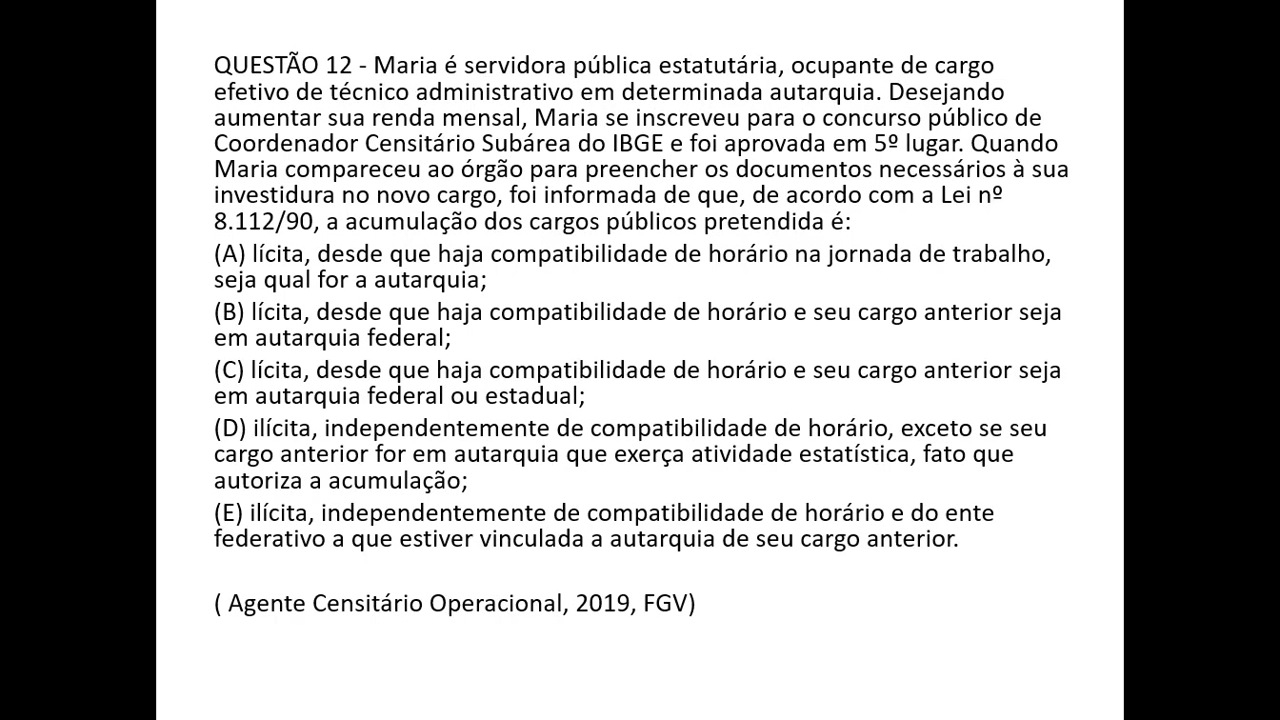 QUESTÃO 12 - Maria é servidora pública estatutária, ocupante de cargo
efetivo de técnico administrativo em determinada autarquia. Desejando
aumentar sua renda mensal, Maria se inscreveu para o concurso público de
Coordenador Censitário Subárea do IBGE e foi aprovada em 5º lugar. Quando
Maria compareceu ao órgão para preencher os documentos necessários à sua
investidura no novo cargo, foi informada de que, de acordo com a Lei nº
8.112/90, a acumulação dos cargos públicos pretendida é:
(A) lícita, desde que haja compatibilidade de horário na jornada de trabalho,
seja qual for a autarquia;
(B) lícita, desde que haja compatibilidade de horário e seu cargo anterior seja
em autarquia federal;
(C) lícita, desde que haja compatibilidade de horário e seu cargo anterior seja
em autarquia federal ou estadual;
(D) ilícita, independentemente de compatibilidade de horário, exceto se seu
cargo anterior for em autarquia que exerça atividade estatística, fato que
autoriza a acumulação;
(E) ilícita, independentemente de compatibilidade de horário e do ente
federativo a que estiver vinculada a autarquia de seu cargo anterior.
( Agente Censitário Operacional, 2019, FGV)